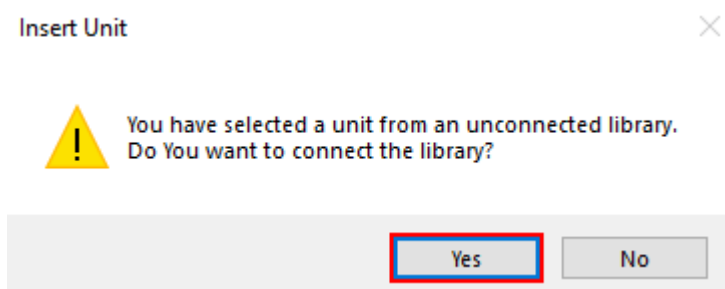 Insert Unit
You have selected a unit from an unconnected library.
Do You want to connect the library?
Yes
No